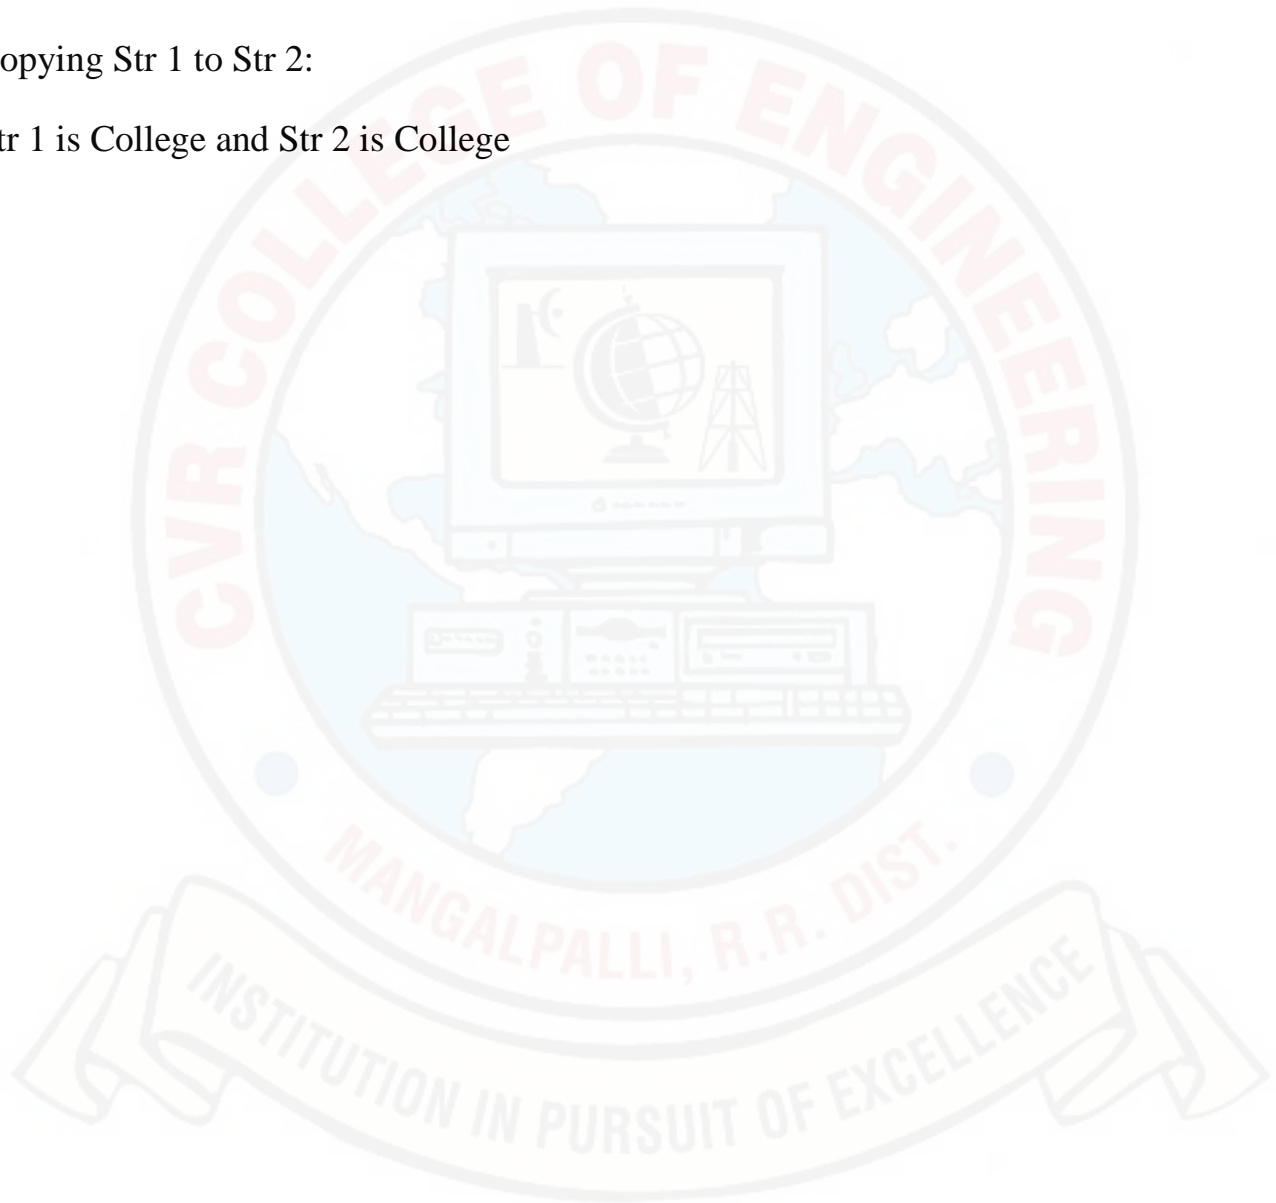 opying Str 1 to Str 2:
tr 1 is College and Str 2 is College
CVR COLLEGE OF ENGINEERING
MANGALPALLI, R.R. DIST.
INSTITUTION IN PURSUIT OF EXCELLENCE